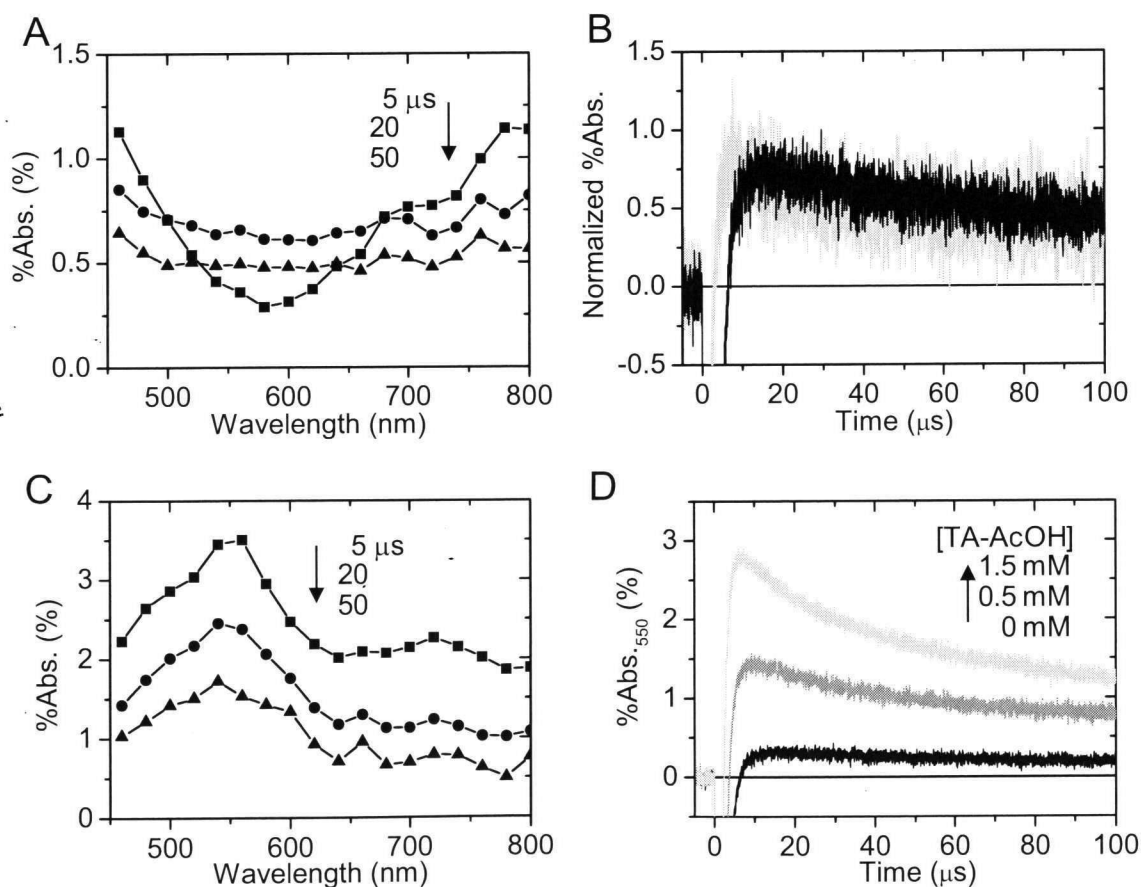 A
1.5
1.0
0.5
0.0
%Abs. (%)
5 μs
20
50
500
600
700
800
Wavelength (nm)
B
1.5
1.0
0.5
0.0
-0.5
Normalized %Abs.
0
20
40
60
80
100
Time (μs)
C
4
3
2
1
0
%Abs. (%)
5 μs
20
50
500
600
700
800
Wavelength (nm)
D
3
2
1
0
%Abs.550 (%)
[TA-AcOH]
1.5 mM
0.5 mM
0 mM
0
20
40
60
80
100
Time (μs)